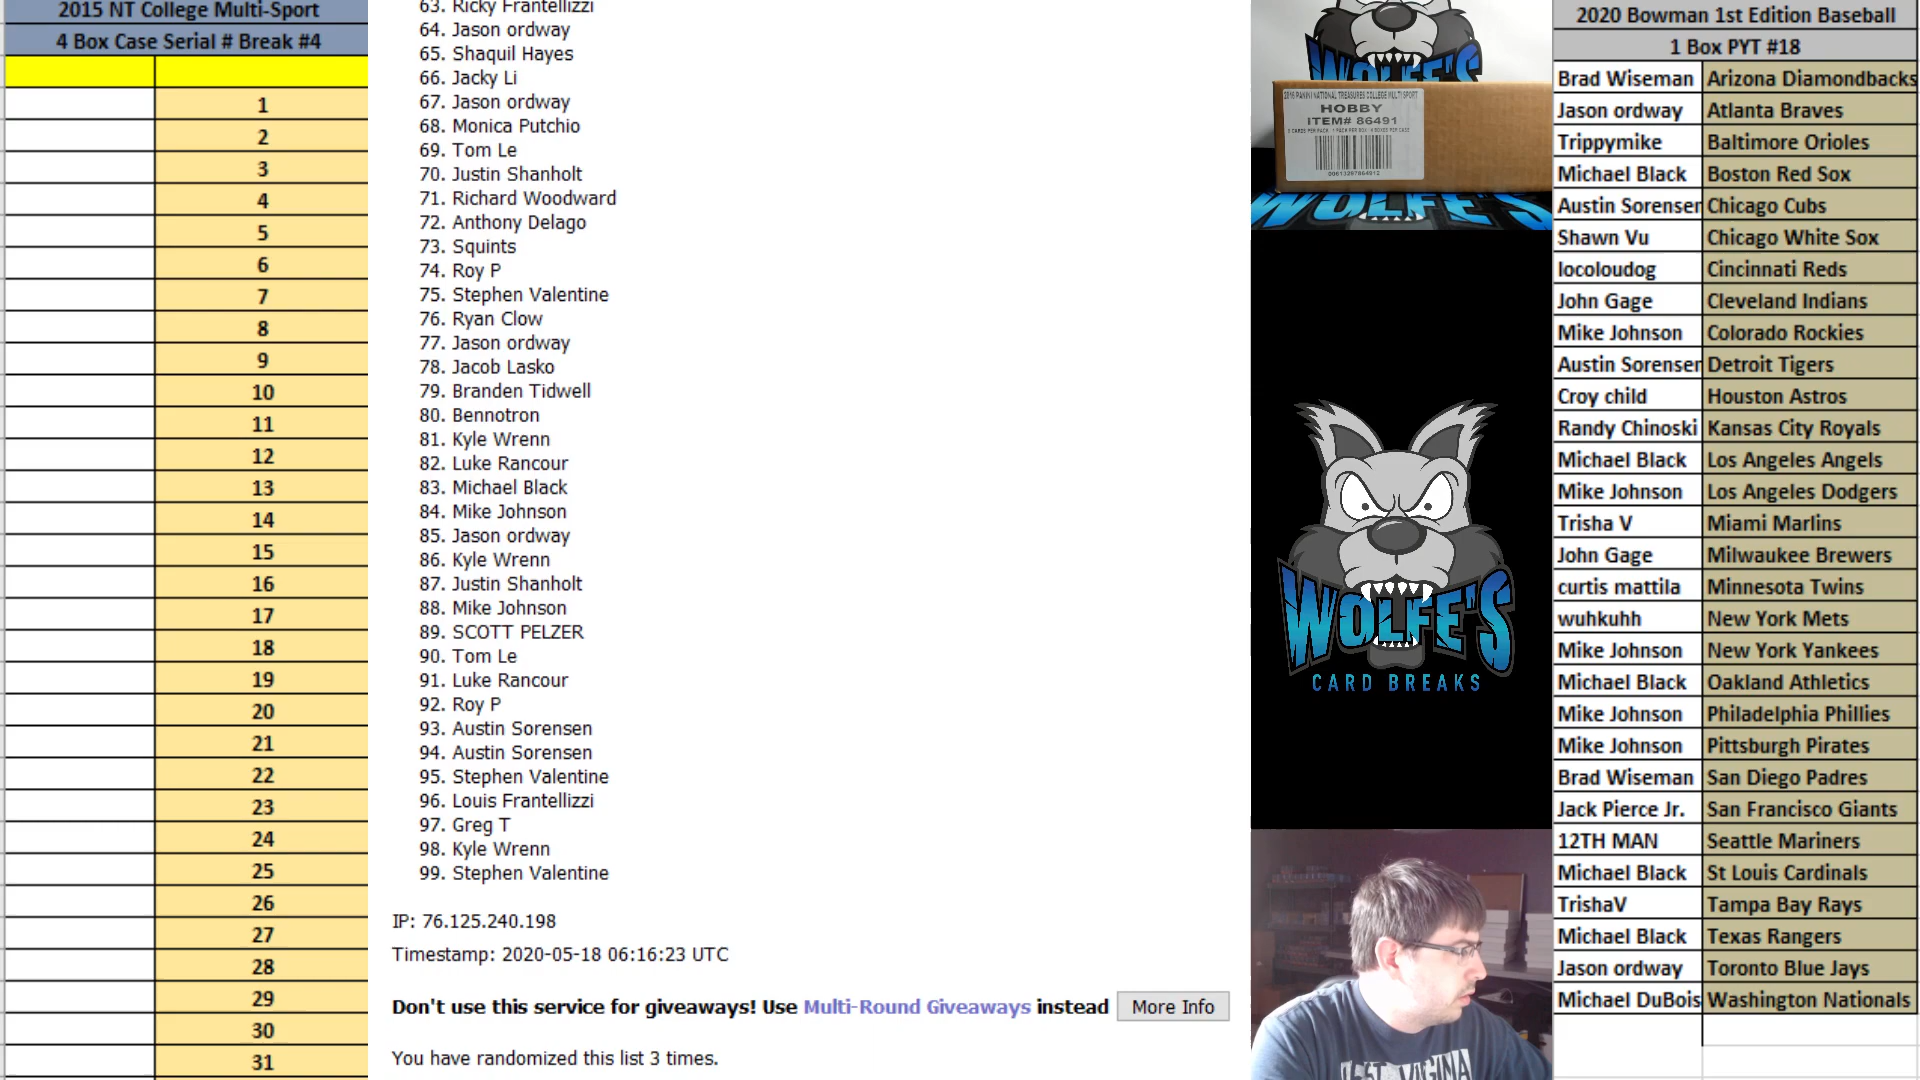 2015 NT College Multi-Sport
4 Box Case Serial # Break #4
1
2
3
4
5
6
7
8
9
10
11
12
13
14
15
16
17
18
19
20
21
22
23
24
25
26
27
28
29
30
31
63. Ricky Frantellizzi
64. Jason ordway
65. Shaquil Hayes
66. Jacky Li
67. Jason ordway
68. Monica Putchio
69. Tom Le
70. Justin Shanholt
71. Richard Woodward
72. Anthony Delago
73. Squints
74. Roy P
75. Stephen Valentine
76. Ryan Clow
77. Jason ordway
78. Jacob Lasko
79. Branden Tidwell
80. Bennotron
81. Kyle Wrenn
82. Luke Rancour
83. Michael Black
84. Mike Johnson
85. Jason ordway
86. Kyle Wrenn
87. Justin Shanholt
88. Mike Johnson
89. SCOTT PELZER
90. Tom Le
91. Luke Rancour
92. Roy P
93. Austin Sorensen
94. Austin Sorensen
95. Stephen Valentine
96. Louis Frantellizzi
97. Greg T
98. Kyle Wrenn
99. Stephen Valentine
IP: 76.125.240.198
Timestamp: 2020-05-18 06:16:23 UTC
Don't use this service for giveaways! Use Multi-Round Giveaways instead More Info
You have randomized this list 3 times.
WOLFE'S
HOBBY
ITEM# 86491
WOLFE'S
WOLFE'S
CARD BREAKS
2020 Bowman 1st Edition Baseball
1 Box PYT #18
Brad Wiseman Arizona Diamondbacks
Jason ordway Atlanta Braves
Trippymike Baltimore Orioles
Michael Black Boston Red Sox
Austin Sorensen Chicago Cubs
Shawn Vu Chicago White Sox
locoloudog Cincinnati Reds
John Gage Cleveland Indians
Mike Johnson Colorado Rockies
Austin Sorensen Detroit Tigers
Croy child Houston Astros
Randy Chinoski Kansas City Royals
Michael Black Los Angeles Angels
Mike Johnson Los Angeles Dodgers
Trisha V Miami Marlins
John Gage Milwaukee Brewers
curtis mattila Minnesota Twins
wuhkuhh New York Mets
Mike Johnson New York Yankees
Michael Black Oakland Athletics
Mike Johnson Philadelphia Phillies
Mike Johnson Pittsburgh Pirates
Brad Wiseman San Diego Padres
Jack Pierce Jr. San Francisco Giants
12TH MAN Seattle Mariners
Michael Black St Louis Cardinals
TrishaV Tampa Bay Rays
Michael Black Texas Rangers
Jason ordway Toronto Blue Jays
Michael DuBois Washington Nationals